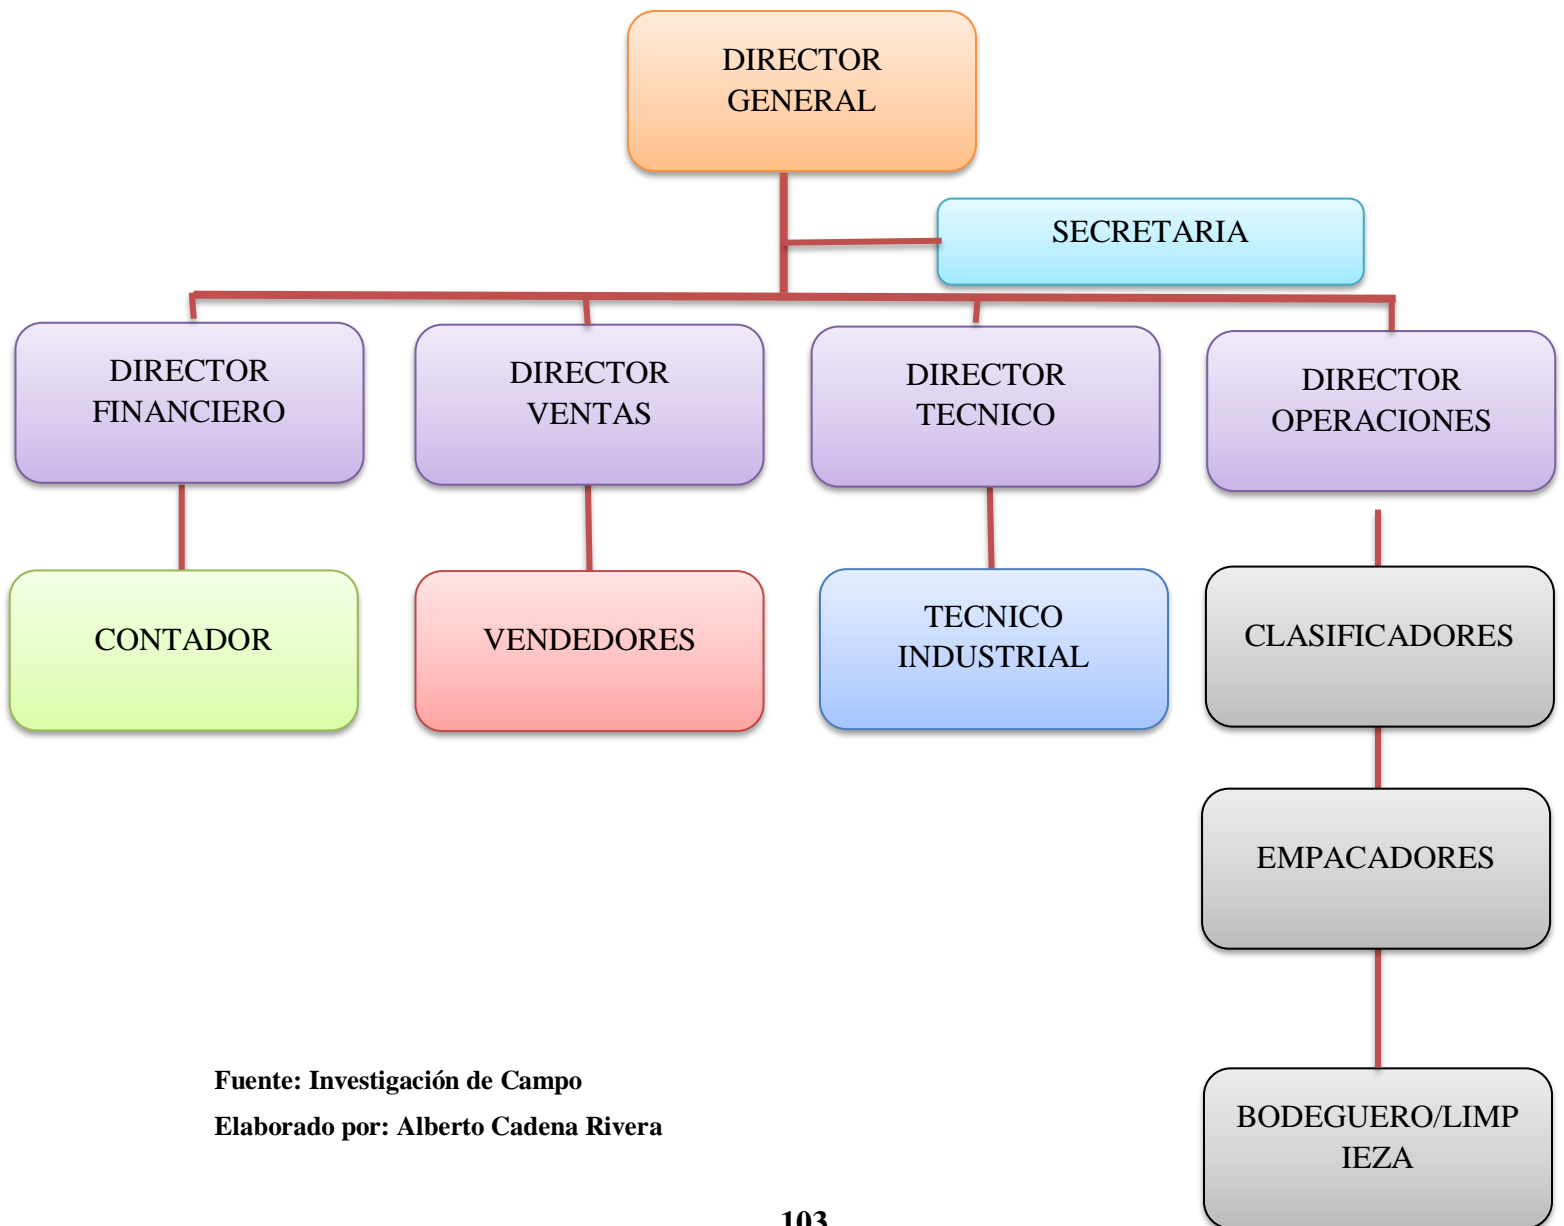 DIRECTOR
GENERAL
SECRETARIA
DIRECTOR
FINANCIERO
DIRECTOR
VENTAS
DIRECTOR
TECNICO
DIRECTOR
OPERACIONES
CONTADOR
VENDEDORES
TECNICO
INDUSTRIAL
CLASIFICADORES
EMPACADORES
BODEGUERO/LIMP
IEZA
Fuente: Investigación de Campo
Elaborado por: Alberto Cadena Rivera
103